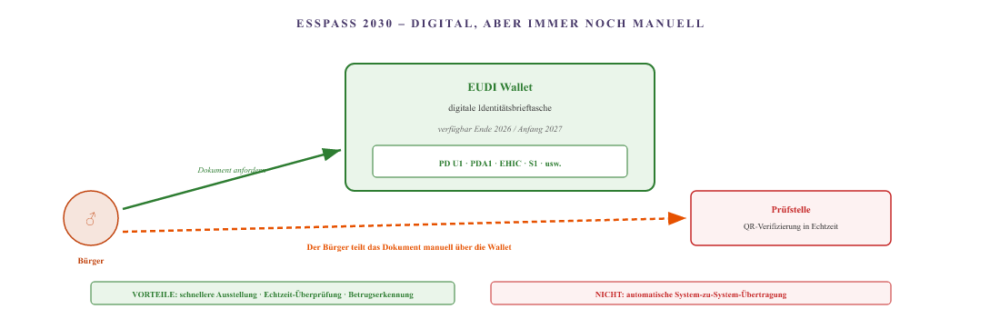 ESSPASS 2030 – DIGITAL, ABER IMMER NOCH MANUELL
EUDI Wallet
digitale Identitätsbrieftasche
verfügbar Ende 2026 / Anfang 2027
PD U1 · PDA1 · EHIC · S1 · usw.
Dokument anfordern
Prüfstelle
QR-Verifizierung in Echtzeit
Der Bürger teilt das Dokument manuell über die Wallet
Bürger
VORTEILE: schnellere Ausstellung · Echtzeit-Überprüfung · Betrugserkennung
NICHT: automatische System-zu-System-Übertragung